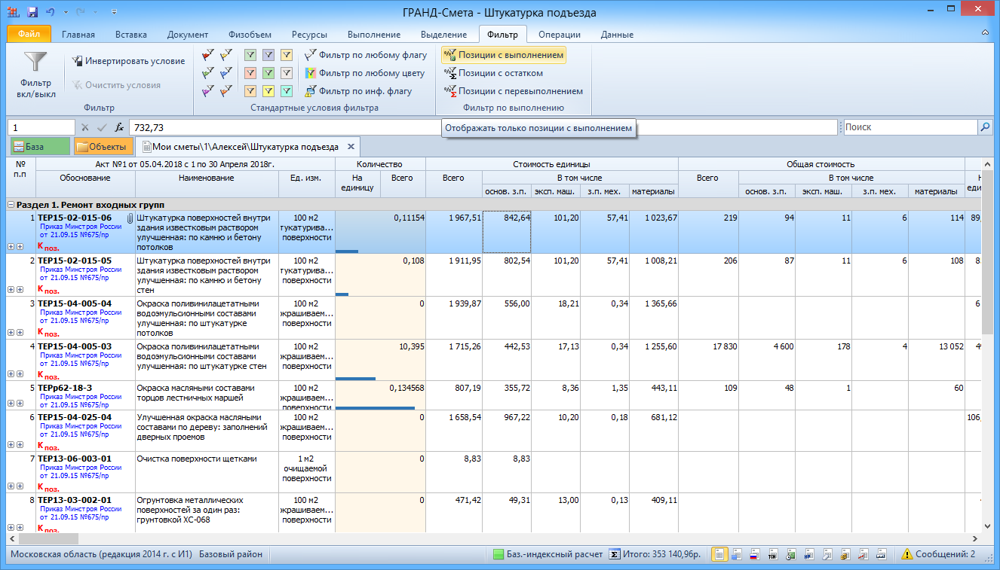 ГРАНД-Смета - Штукатурка подъезда
Файл Главная Вставка Документ Физобъем Ресурсы Выполнение Выделение Фильтр Операции Данные
Фильтр
вкл/выкл
Инвертировать условие
Очистить условия
Фильтр
Фильтр по любому флагу
Фильтр по любому цвету
Фильтр по инф. флагу
Стандартные условия фильтра
Позиции с выполнением
Позиции с остатком
Позиции с перевыполнением
Фильтр по выполнению
1 fx 732,73 Поиск
Отображать только позиции с выполнением
База Объекты Мои сметы\1\Алексей\Штукатурка подъезда
№ п.п Акт №1 от 05.04.2018 с 1 по 30 Апреля 2018г. Количество Стоимость единицы Общая стоимость
Обоснование Наименование Ед. изм. На единицу Всего Всего В том числе Всего В том числе
основ. з.п. эксп. маш. з.п. мех. материалы основ. з.п. эксп. маш. з.п. мех. материалы
Раздел 1. Ремонт входных групп
1 ТЕР15-02-015-06 Штукатурка поверхностей внутри 100 м2 0,11154 1 967,51 842,64 101,20 57,41 1 023,67 219 94 11 6 114 89,
Приказ Минстроя России здания известковым раствором тукатурива...
от 21.09.15 №675/пр улучшенная: по камню и бетону поверхности
К поз. потолков
2 ТЕР15-02-015-05 Штукатурка поверхностей внутри 100 м2 0,108 1 911,95 802,54 101,20 57,41 1 008,21 206 87 11 6 108 8
Приказ Минстроя России здания известковым раствором тукатурива...
от 21.09.15 №675/пр улучшенная: по камню и бетону поверхности
К поз. стен
3 ТЕР15-04-005-04 Окраска поливинилацетатными 100 м2 0 1 939,87 556,00 18,21 0,34 1 365,66 6
Приказ Минстроя России водоэмульсионными составами жрашиваем...
от 21.09.15 №675/пр улучшенная: по штукатурке поверхности
К поз. потолков
4 ТЕР15-04-005-03 Окраска поливинилацетатными 100 м2 10,395 1 715,26 442,53 17,13 0,34 1 255,60 17 830 4 600 178 4 13 052 49
Приказ Минстроя России водоэмульсионными составами жрашиваем...
от 21.09.15 №675/пр улучшенная: по штукатурке стен поверхности
К поз.
5 ТЕРр62-18-3 Окраска масляными составами 100 м2 0,134568 807,19 355,72 8,36 1,35 443,11 109 48 1 60
Приказ Минстроя России торцов лестничных маршей жрашиваем...
от 21.09.15 №675/пр поверхности
6 ТЕР15-04-025-04 Улучшенная окраска масляными 100 м2 0 1 658,54 967,22 10,20 0,18 681,12 106,
Приказ Минстроя России составами по дереву: заполнений жрашиваем...
от 21.09.15 №675/пр дверных проемов поверхности
К поз.
7 ТЕР13-06-003-01 Очистка поверхности щетками 1 м2 0 8,83 8,83
Приказ Минстроя России очищаемой
от 21.09.15 №675/пр поверхности
К поз.
8 ТЕР13-03-002-01 Огрунтовка металлических 100 м2 0 471,42 49,31 13,00 0,13 409,11
Приказ Минстроя России поверхностей за один раз: жрашиваем...
от 21.09.15 №675/пр грунтовкой ХС-068 поверхности
К поз.
Московская область (редакция 2014 г. с И1) Базовый район Баз.-индексный расчет Итого: 353 140,96р. Сообщений: 2